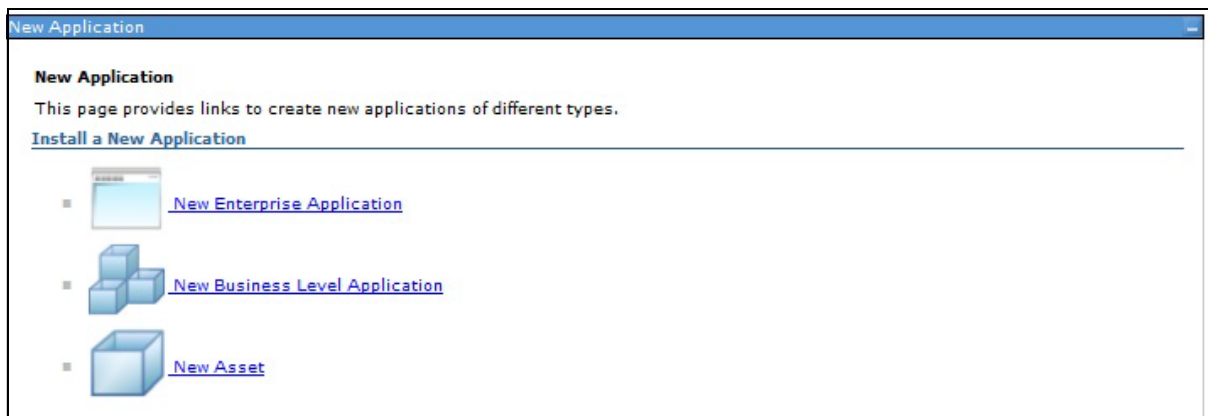 New Application
New Application
This page provides links to create new applications of different types.
Install a New Application
New Enterprise Application
New Business Level Application
New Asset